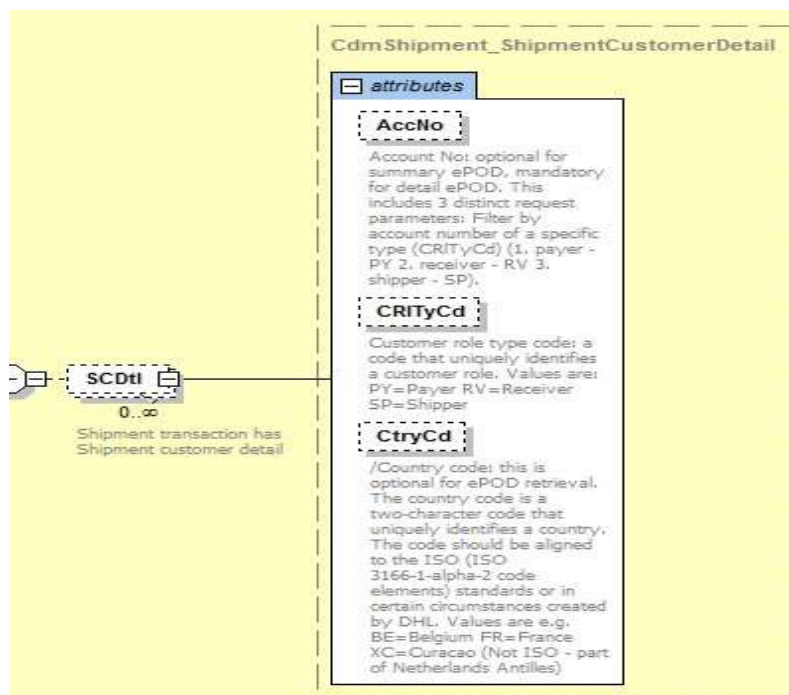 CdmShipment_ShipmentCustomerDetail
attributes
AccNo
Account No: optional for
summary ePOD, mandatory
for detail ePOD. This
includes 3 distinct request
parameters: Filter by
account number of a specific
type (CRlTyCd) (1. payer -
PY 2. receiver - RV 3.
shipper - SP).
CRlTyCd
Customer role type code: a
code that uniquely identifies
a customer role. Values are:
PY=Payer RV=Receiver
SP=Shipper
SCDtl
0..∞
Shipment transaction has
Shipment customer detail
CtryCd
/Country code: this is
optional for ePOD retrieval.
The country code is a
two-character code that
uniquely identifies a country.
The code should be aligned
to the ISO (ISO
3166-1-alpha-2 code
elements) standards or in
certain circumstances created
by DHL. Values are e.g.
BE=Belgium FR=France
XC=Curacao (Not ISO - part
of Netherlands Antilles)